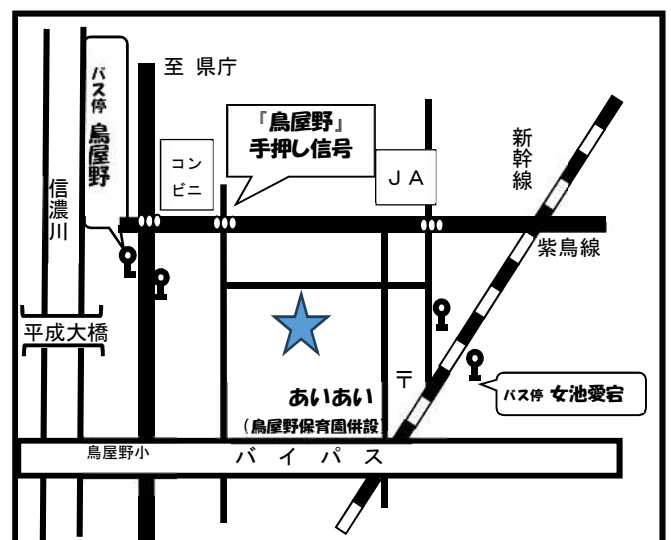 至 県庁
バス停 鳥屋野
『鳥屋野』
手押し信号
コン
ビニ
ＪＡ
新幹線
信濃川
紫鳥線
平成大橋
〒
あいあい
(鳥屋野保育園併設)
バス停 女池愛宕
鳥屋野小
バイパス